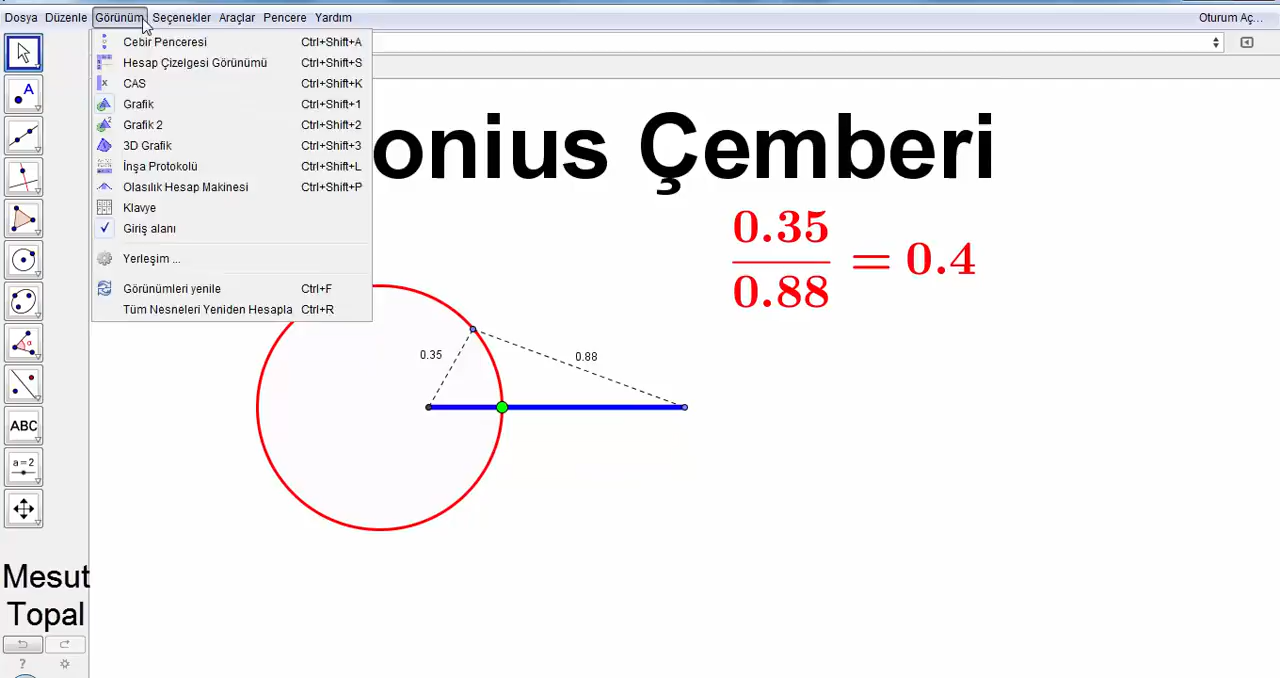 Dosya Düzenle Görünüm Seçenekler Araçlar Pencere Yardım Oturum Aç...
Cebir Penceresi Ctrl+Shift+A
Hesap Çizelgesi Görünümü Ctrl+Shift+S
CAS Ctrl+Shift+K
Grafik Ctrl+Shift+1
Grafik 2 Ctrl+Shift+2
3D Grafik Ctrl+Shift+3
İnşa Protokolü Ctrl+Shift+L
Olasılık Hesap Makinesi Ctrl+Shift+P
Klavye
Giriş alanı
Yerleşim ...
Görünümleri yenile Ctrl+F
Tüm Nesneleri Yeniden Hesapla Ctrl+R
onius Çemberi
0.35
0.88
= 0.4
0.35
0.88
A
α
ABC
a=2
Mesut
Topal
?